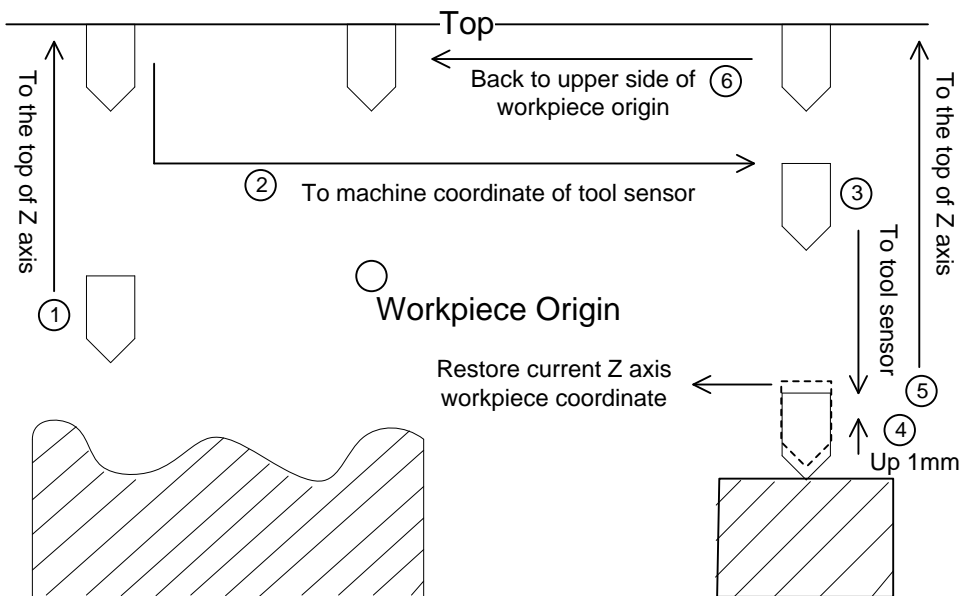 Top
To the top of Z axis
1
Back to upper side of
workpiece origin
6
To the top of Z axis
2
To machine coordinate of tool sensor
3
To tool sensor
Workpiece Origin
Restore current Z axis
workpiece coordinate
5
4
Up 1mm